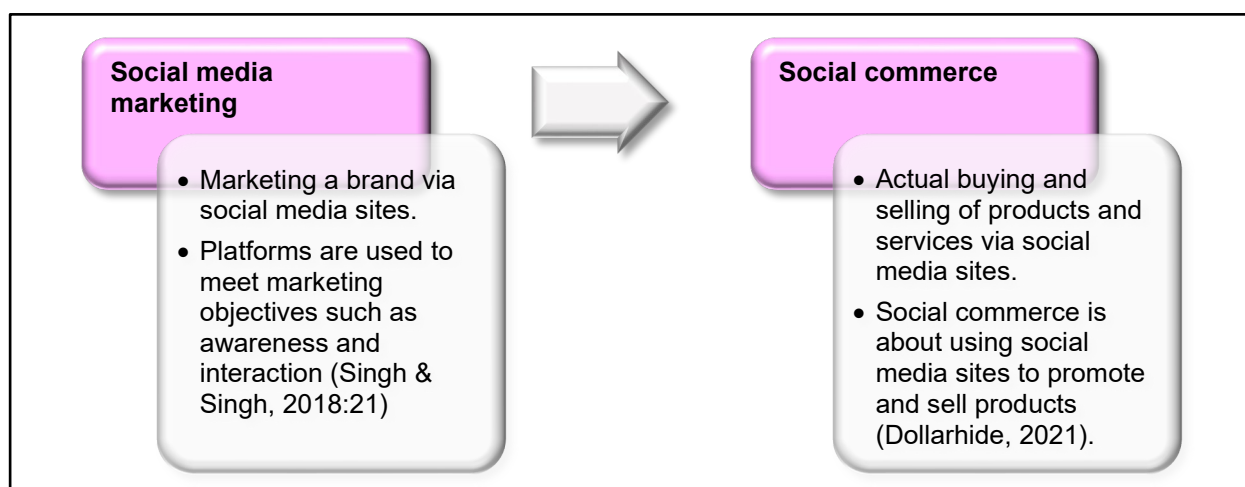 Social media
marketing
• Marketing a brand via
social media sites.
• Platforms are used to
meet marketing
objectives such as
awareness and
interaction (Singh &
Singh, 2018:21)
Social commerce
• Actual buying and
selling of products and
services via social
media sites.
• Social commerce is
about using social
media sites to promote
and sell products
(Dollarhide, 2021).